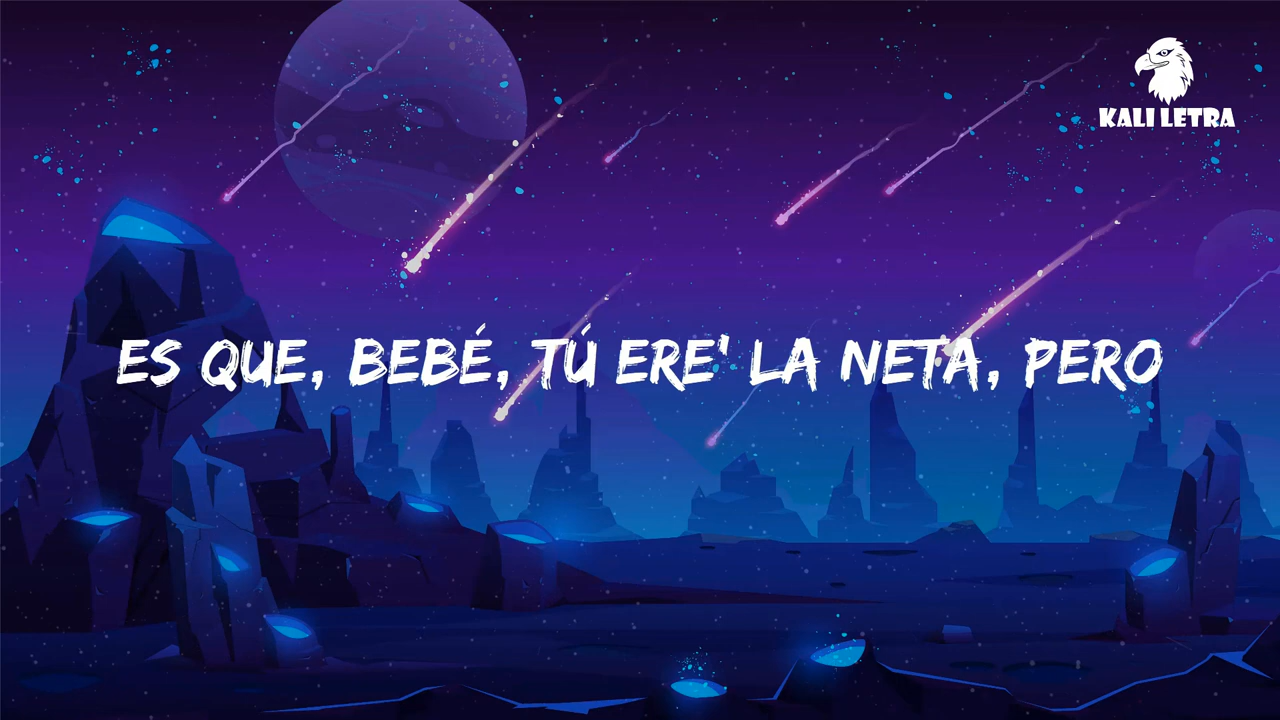 KALI LETRA
ES QUE, BEBÉ, TÚ ERE' LA NETA, PERO